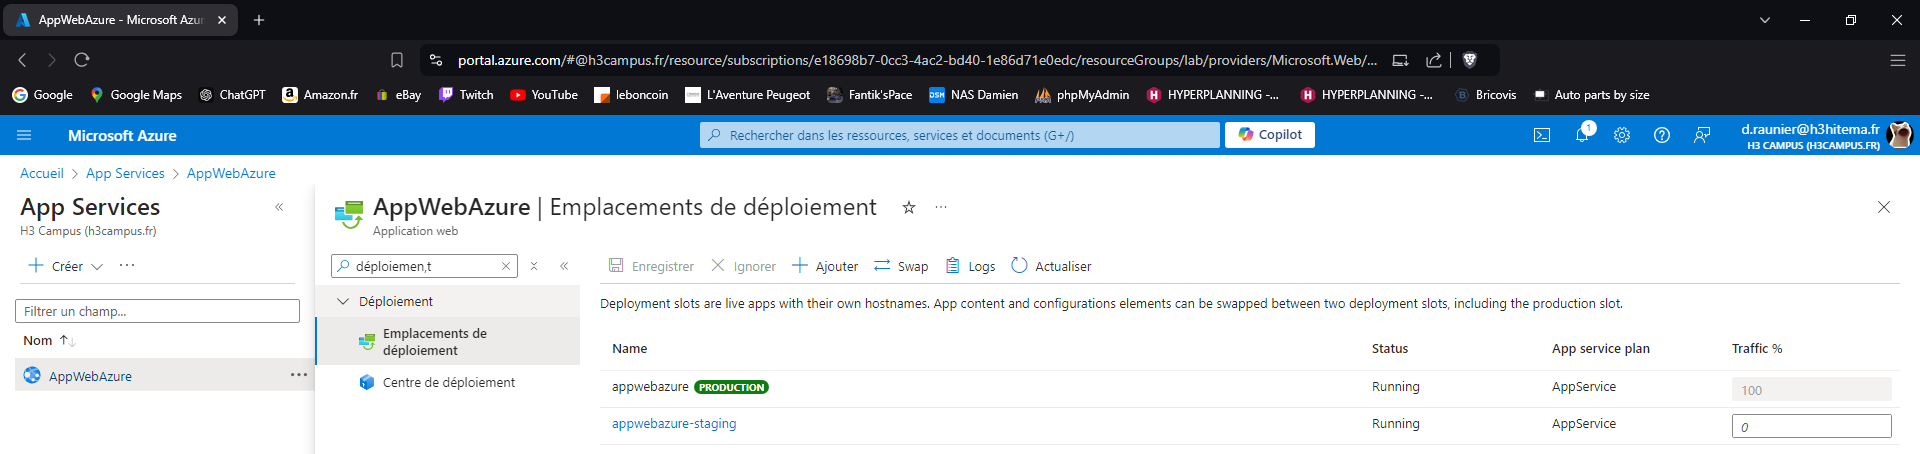 AppWebAzure - Microsoft Azur
portal.azure.com/#@h3campus.fr/resource/subscriptions/e18698b7-0cc3-4ac2-bd40-1e86d71e0edc/resourceGroups/lab/providers/Microsoft.Web/...
Google Google Maps ChatGPT Amazon.fr eBay Twitch YouTube leboncoin L'Aventure Peugeot Fantik'sPace NAS Damien phpMyAdmin HYPERPLANNING -... HYPERPLANNING -... Bricovis Auto parts by size
Microsoft Azure
Rechercher dans les ressources, services et documents (G+/)
Copilot
1
d.raunier@h3hitema.fr
H3 CAMPUS (H3CAMPUS.FR)
Accueil > App Services > AppWebAzure
App Services
H3 Campus (h3campus.fr)
Créer
Filtrer un champ...
Nom
AppWebAzure
AppWebAzure | Emplacements de déploiement
Application web
déploiemen,t
Déploiement
Emplacements de
déploiement
Centre de déploiement
Enregistrer Ignorer Ajouter Swap Logs Actualiser
Deployment slots are live apps with their own hostnames. App content and configurations elements can be swapped between two deployment slots, including the production slot.
Name Status App service plan Traffic %
appwebazure PRODUCTION Running AppService 100
appwebazure-staging Running AppService 0